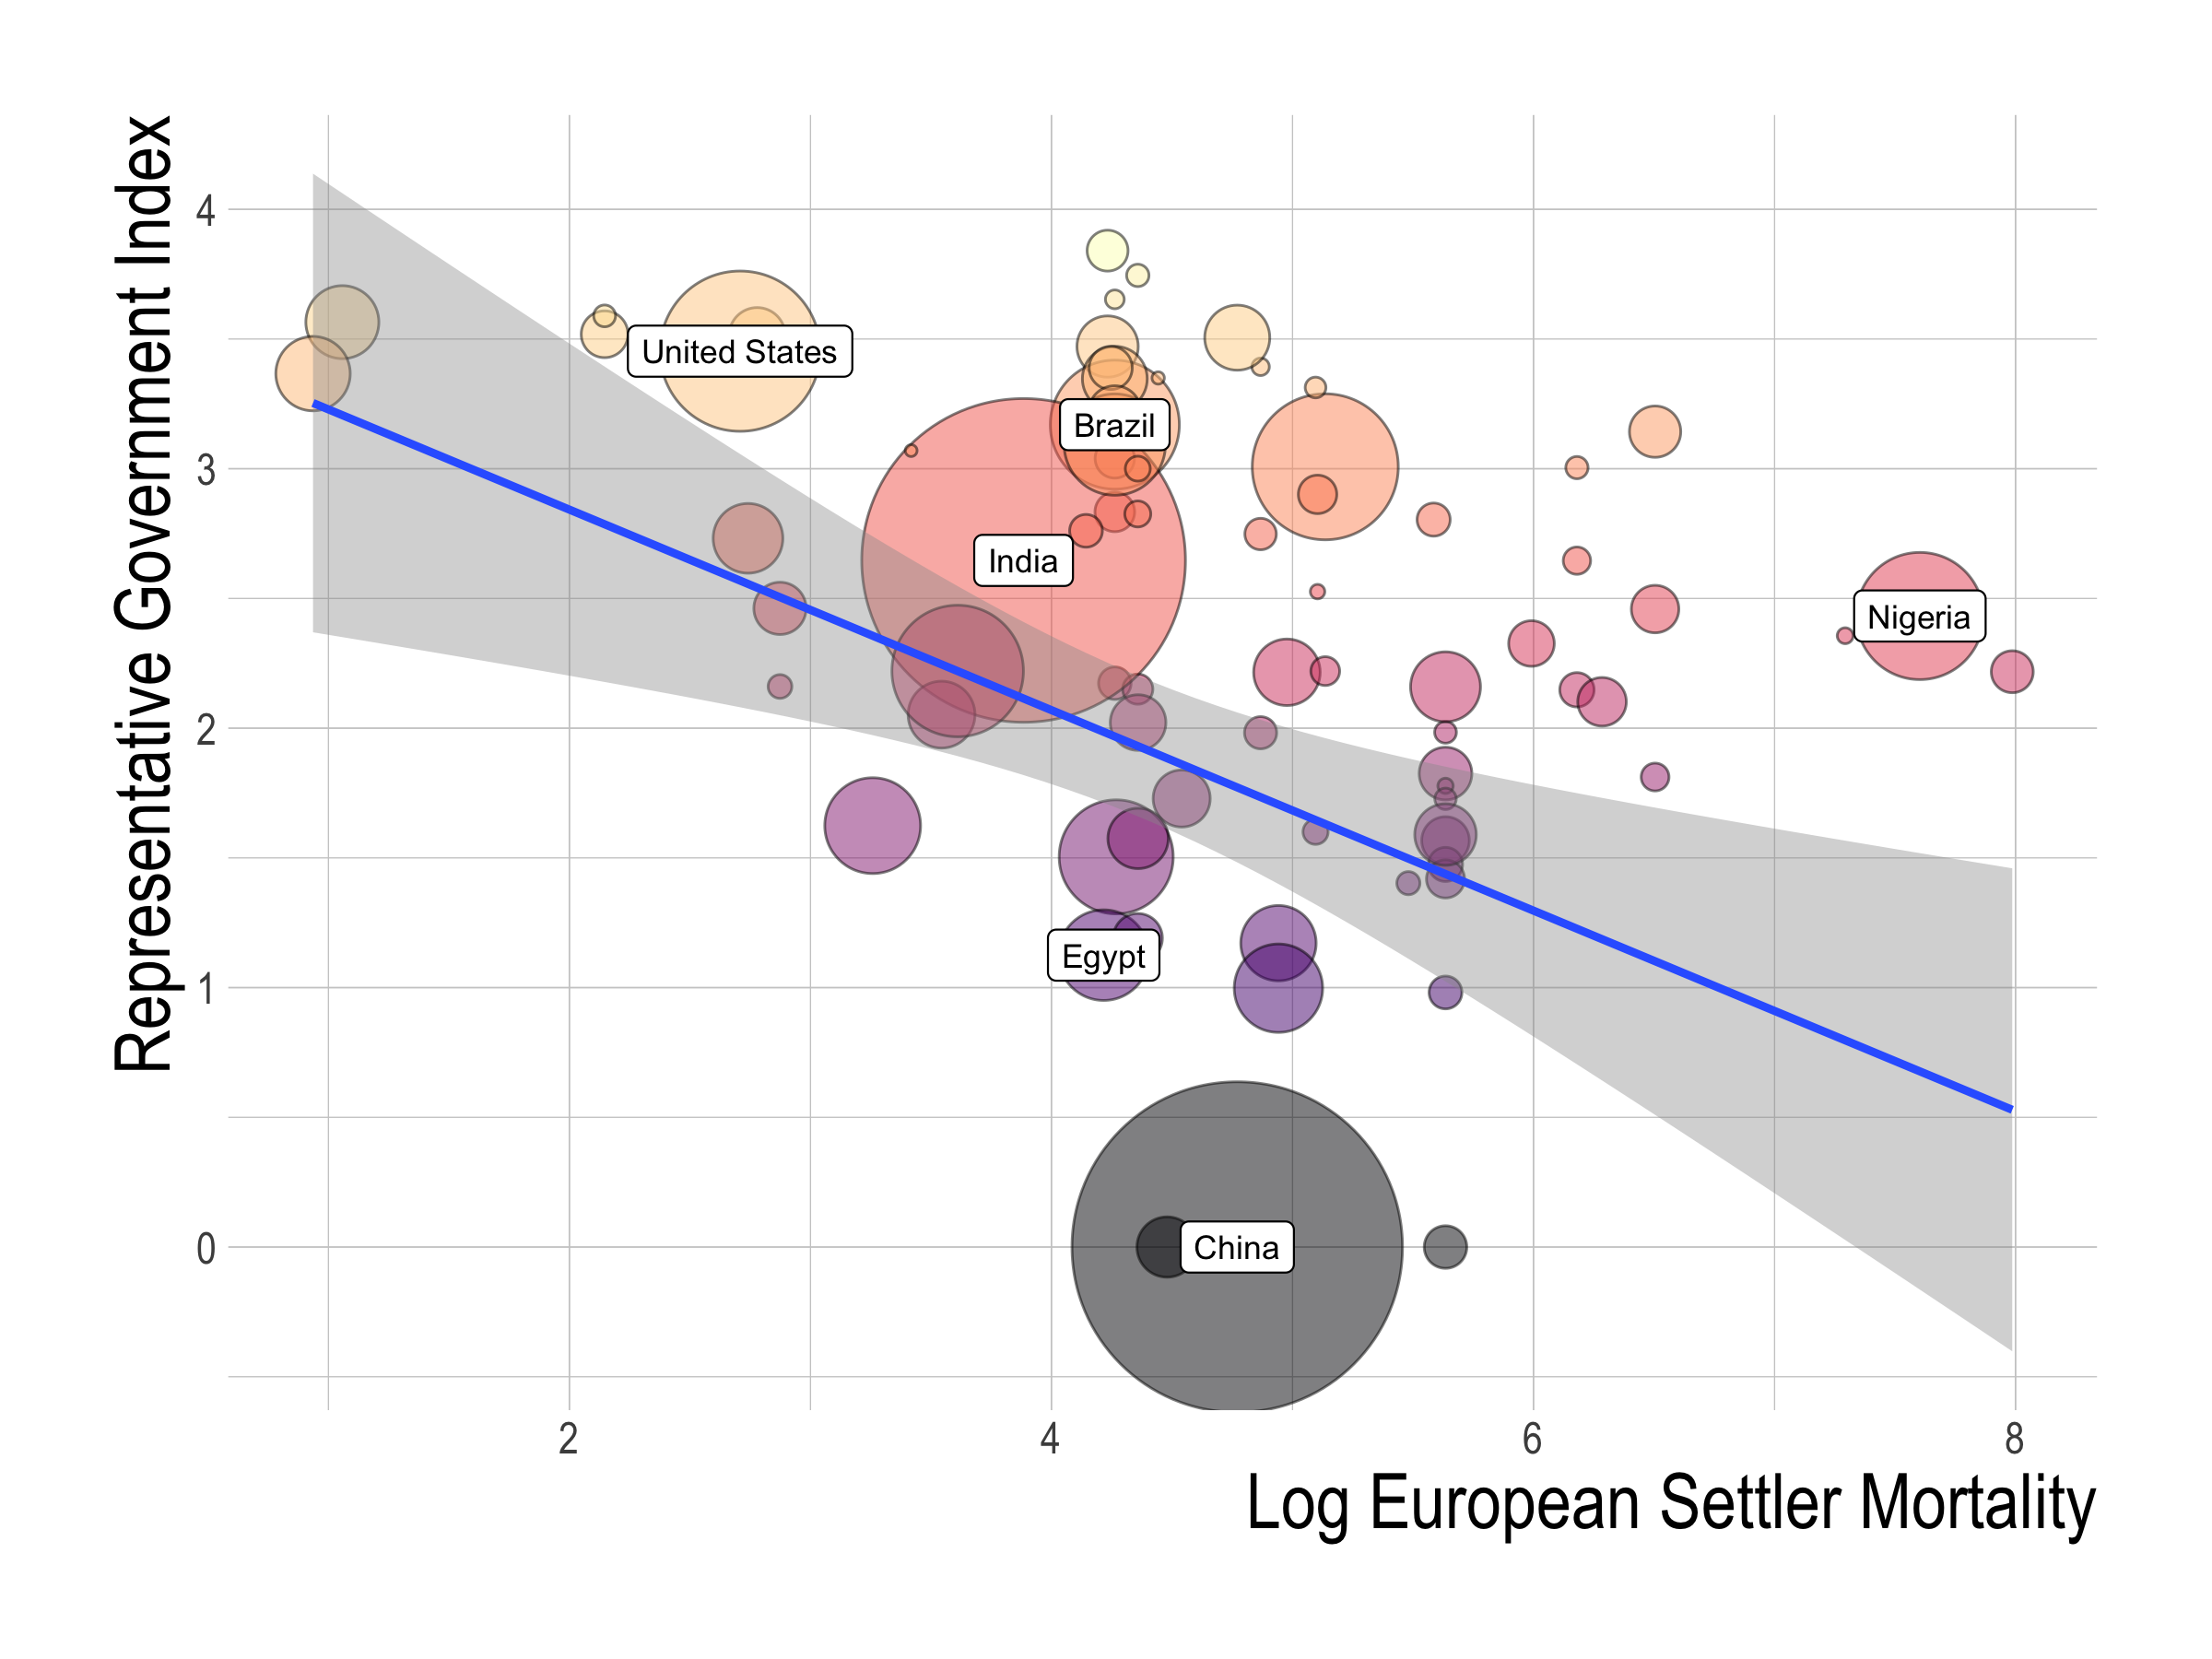 Representative Government Index
4
3
2
1
0
United States
Brazil
India
Nigeria
Egypt
China
2
4
6
8
Log European Settler Mortality